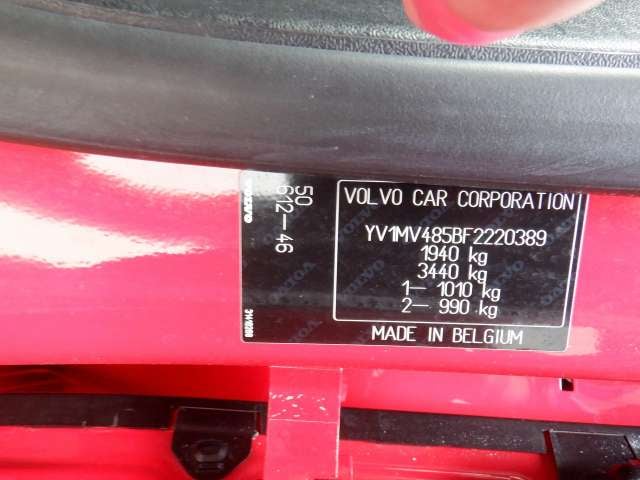 VOLVO CAR CORPORATION
YV1MV485BF2220389
1940 kg
3440 kg
1– 1010 kg
2– 990 kg
MADE IN BELGIUM
50
612–46
VOLVO